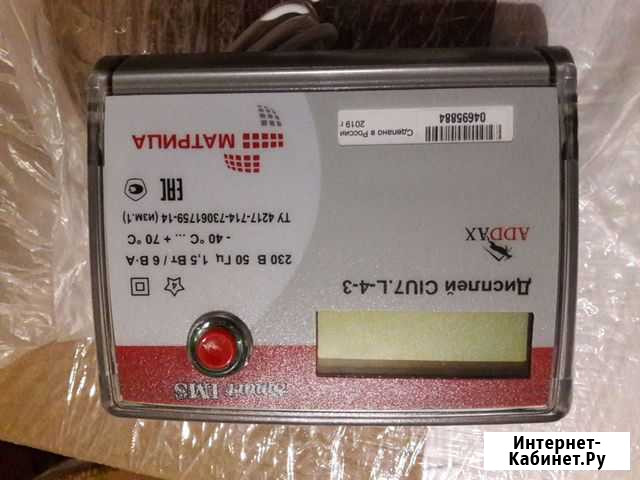 Smart IMS
Дисплей CIU7.L-4-3
230 В 50 Гц 1,5 Вт / 6 В·А
- 40 °C ... + 70 °C
ТУ 4217-714-73061759-14 (изм.1)
ADDAX
EAC
04695884
Сделано в России
2019 г
МАТРИЦА
Интернет-
Кабинет.Ру